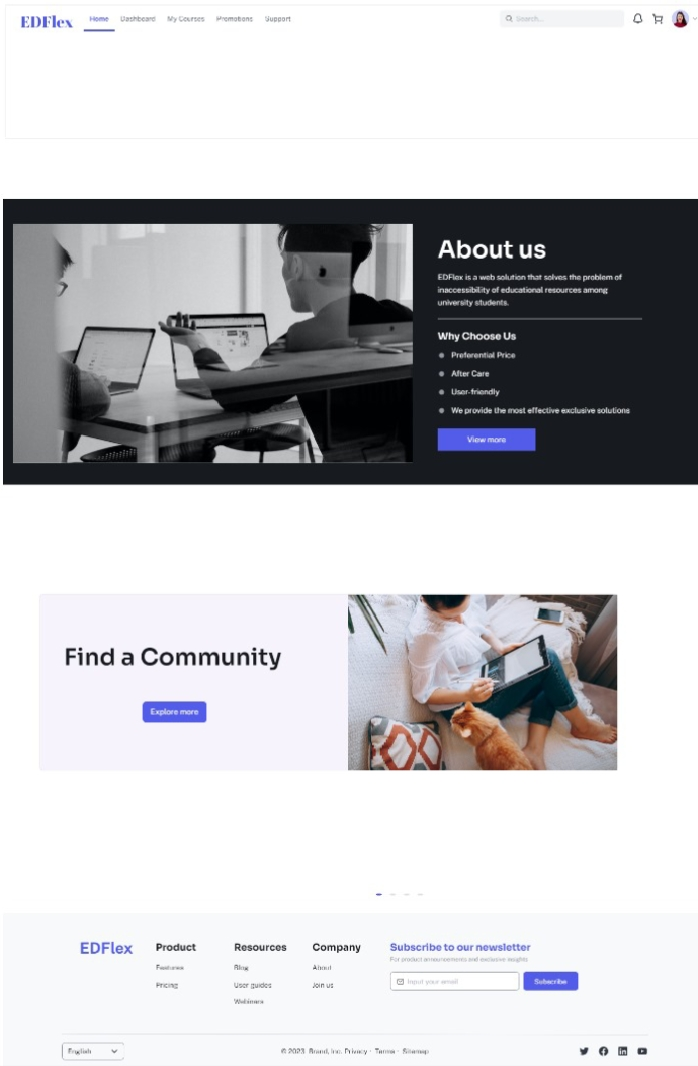 EDFlex
Home Dashboard My Courses Promotions Support
Search...
About us
EDFlex is a web solution that solves the problem of
inaccessibility of educational resources among
university students.
Why Choose Us
Preferential Price
After Care
User-friendly
We provide the most effective exclusive solutions
View more
Find a Community
Explore more
EDFlex
Product
Features
Pricing
Resources
Blog
User guides
Webinars
Company
About
Join us
Subscribe to our newsletter
For product announcements and exclusive insights
Input your email
Subscribe
English
© 2023 Brand, Inc. Privacy · Terms · Sitemap